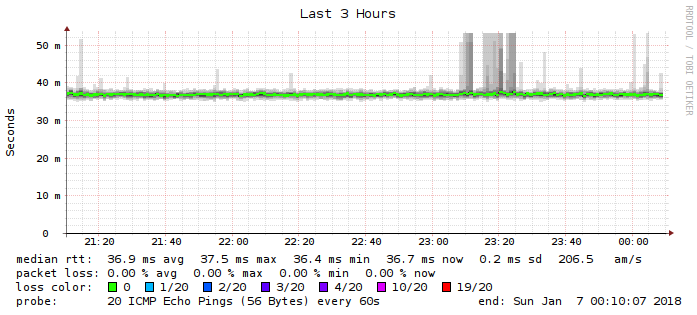 Last 3 Hours
RRDTOOL / TOBI OETIKER
Seconds
50 m
40 m
30 m
20 m
10 m
0
21:20 21:40 22:00 22:20 22:40 23:00 23:20 23:40 00:00
median rtt: 36.9 ms avg 37.5 ms max 36.4 ms min 36.7 ms now 0.2 ms sd 206.5 am/s
packet loss: 0.00 % avg 0.00 % max 0.00 % min 0.00 % now
loss color: 0 1/20 2/20 3/20 4/20 10/20 19/20
probe: 20 ICMP Echo Pings (56 Bytes) every 60s end: Sun Jan 7 00:10:07 2018